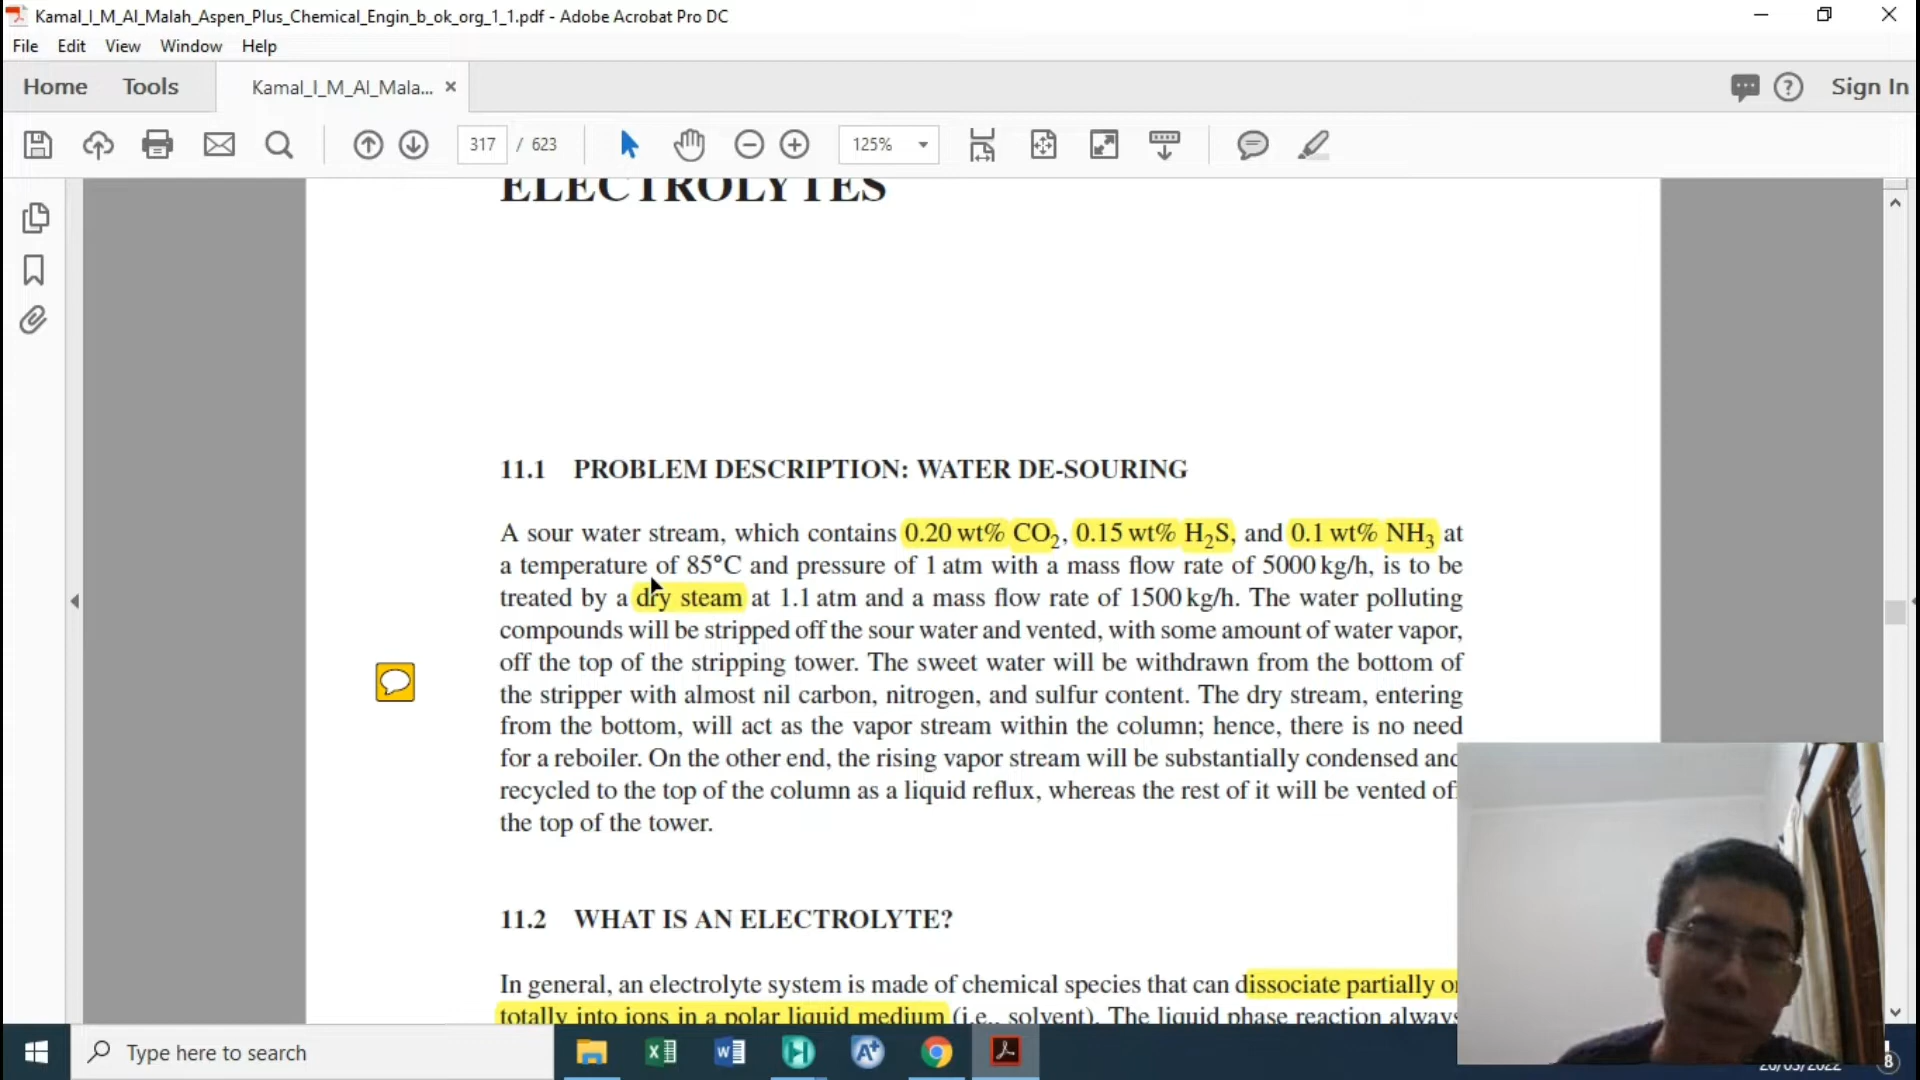 Kamal_I_M_Al_Malah_Aspen_Plus_Chemical_Engin_b_ok_org_1_1.pdf - Adobe Acrobat Pro DC
File Edit View Window Help
Home Tools Kamal_I_M_Al_Mala... × Sign In
317 / 623 125%
ELECTROLYTES
11.1 PROBLEM DESCRIPTION: WATER DE-SOURING
A sour water stream, which contains 0.20 wt% CO₂, 0.15 wt% H₂S, and 0.1 wt% NH₃ at
a temperature of 85°C and pressure of 1 atm with a mass flow rate of 5000 kg/h, is to be
treated by a dry steam at 1.1 atm and a mass flow rate of 1500 kg/h. The water polluting
compounds will be stripped off the sour water and vented, with some amount of water vapor,
off the top of the stripping tower. The sweet water will be withdrawn from the bottom of
the stripper with almost nil carbon, nitrogen, and sulfur content. The dry stream, entering
from the bottom, will act as the vapor stream within the column; hence, there is no need
for a reboiler. On the other end, the rising vapor stream will be substantially condensed and
recycled to the top of the column as a liquid reflux, whereas the rest of it will be vented of
the top of the tower.
11.2 WHAT IS AN ELECTROLYTE?
In general, an electrolyte system is made of chemical species that can dissociate partially or
totally into ions in a polar liquid medium (i.e., solvent). The liquid phase reaction always
Type here to search
26/03/2022 8